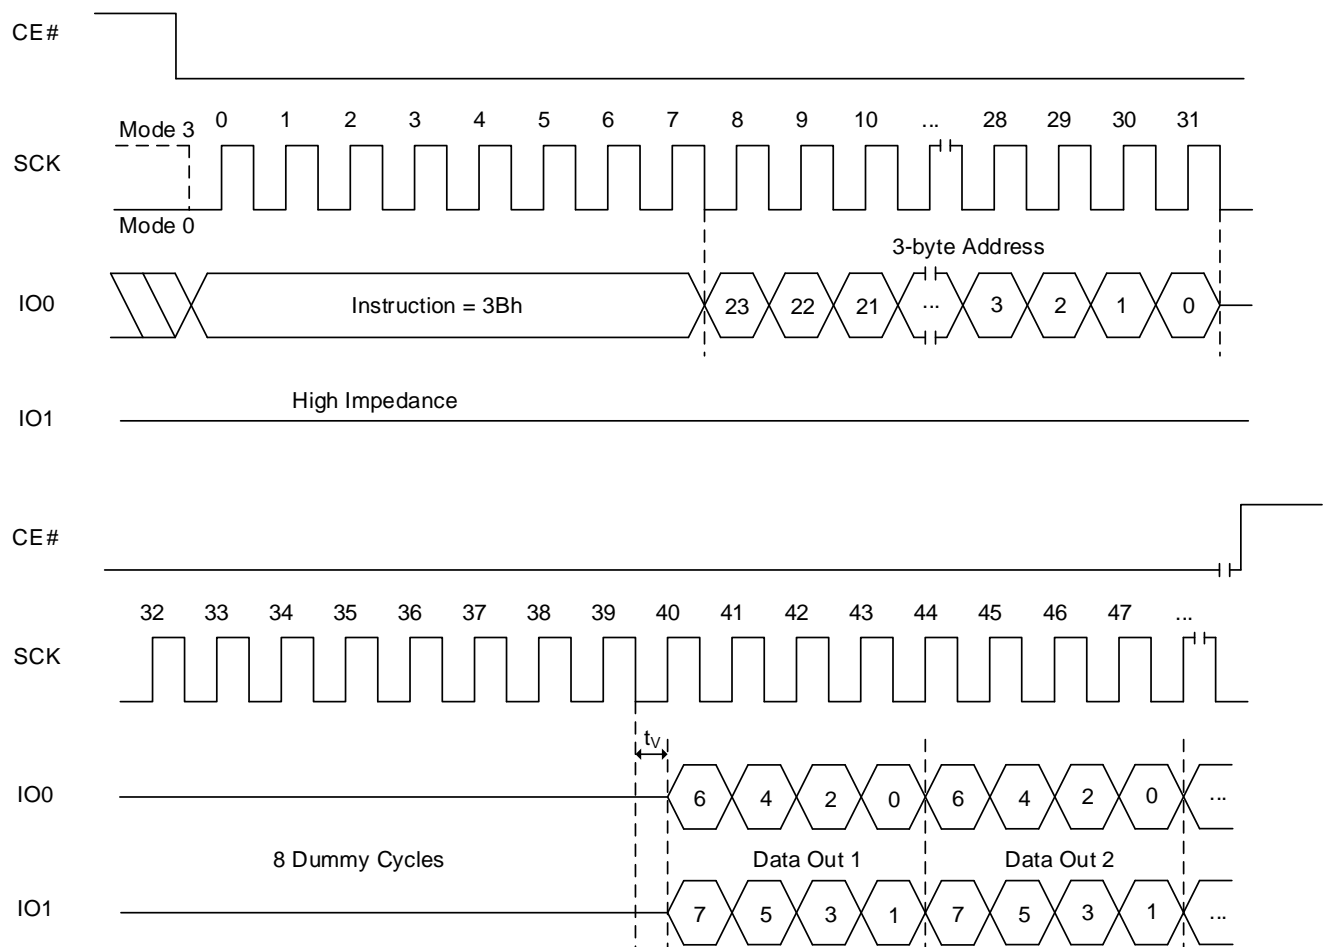 CE#
Mode 3 0 1 2 3 4 5 6 7 8 9 10 ... 28 29 30 31
SCK
Mode 0
3-byte Address
IO0 Instruction = 3Bh 23 22 21 ... 3 2 1 0
High Impedance
IO1
CE#
32 33 34 35 36 37 38 39 40 41 42 43 44 45 46 47 ...
SCK
tV
IO0 6 4 2 0 6 4 2 0 ...
8 Dummy Cycles Data Out 1 Data Out 2
IO1 7 5 3 1 7 5 3 1 ...